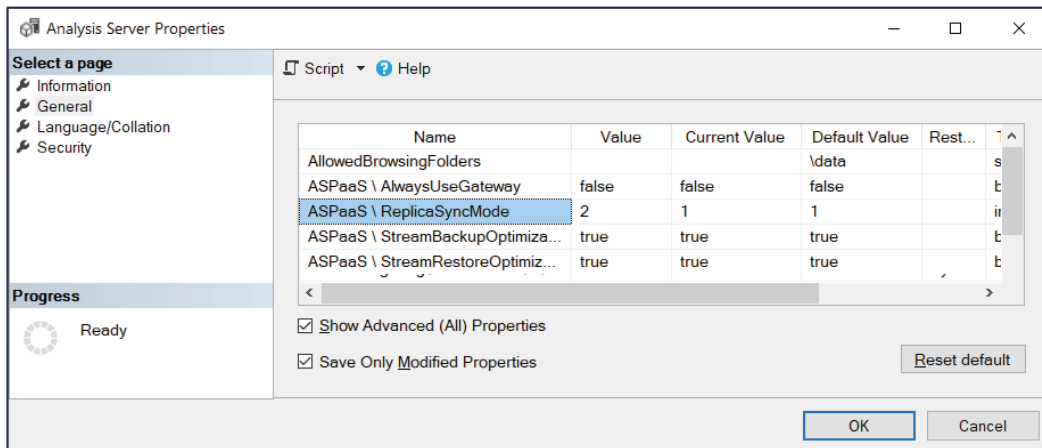 Analysis Server Properties
Select a page
Information
General
Language/Collation
Security
Script Help
Name Value Current Value Default Value Rest...
AllowedBrowsingFolders \data
ASPaaS \ AlwaysUseGateway false false false
ASPaaS \ ReplicaSyncMode 2 1 1
ASPaaS \ StreamBackupOptimiza... true true true
ASPaaS \ StreamRestoreOptimiz... true true true
Progress
Ready
Show Advanced (All) Properties
Save Only Modified Properties
Reset default
OK Cancel